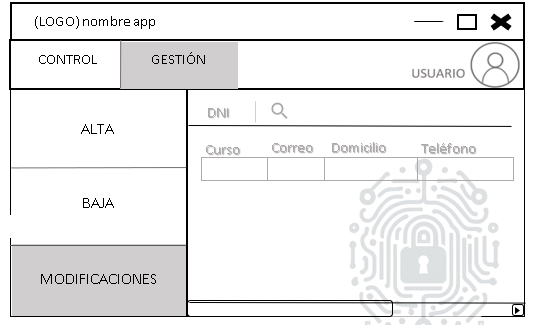 (LOGO) nombre app
CONTROL GESTIÓN
USUARIO
DNI
ALTA
Curso Correo Domicilio Teléfono
BAJA
MODIFICACIONES